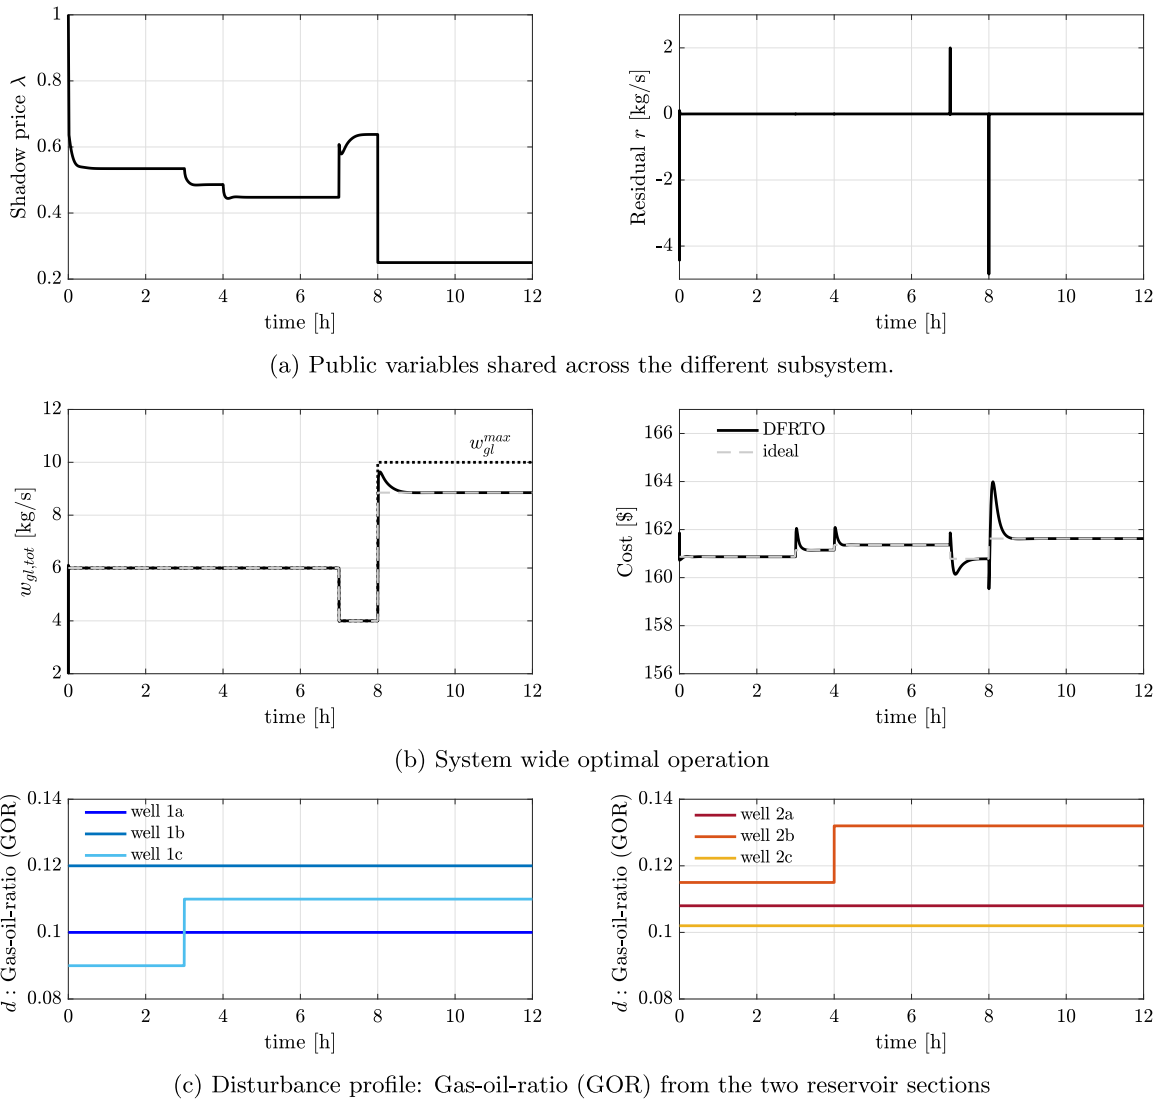 1
0.8
0.6
0.4
0.2
Shadow price λ
0 2 4 6 8 10 12
time [h]
2
0
-2
-4
Residual r [kg/s]
0 2 4 6 8 10 12
time [h]
(a) Public variables shared across the different subsystem.
12
10
8
6
4
2
w_{gl,tot} [kg/s]
w_{gl}^{max}
0 2 4 6 8 10 12
time [h]
166
164
162
160
158
156
Cost [$]
DFRTO
ideal
0 2 4 6 8 10 12
time [h]
(b) System wide optimal operation
0.14
0.12
0.1
0.08
d : Gas-oil-ratio (GOR)
well 1a
well 1b
well 1c
0 2 4 6 8 10 12
time [h]
0.14
0.12
0.1
0.08
d : Gas-oil-ratio (GOR)
well 2a
well 2b
well 2c
0 2 4 6 8 10 12
time [h]
(c) Disturbance profile: Gas-oil-ratio (GOR) from the two reservoir sections